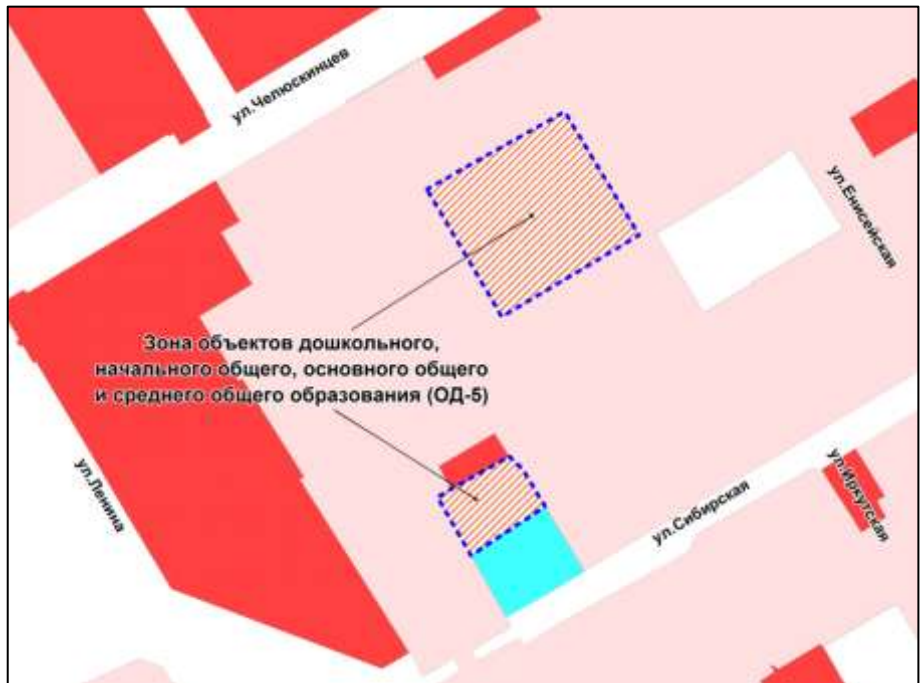 ул.Челюскинцев
ул.Енисейская
Зона объектов дошкольного,
начального общего, основного общего
и среднего общего образования (ОД-5)
ул.Ленина
ул.Сибирская
ул.Иркутская